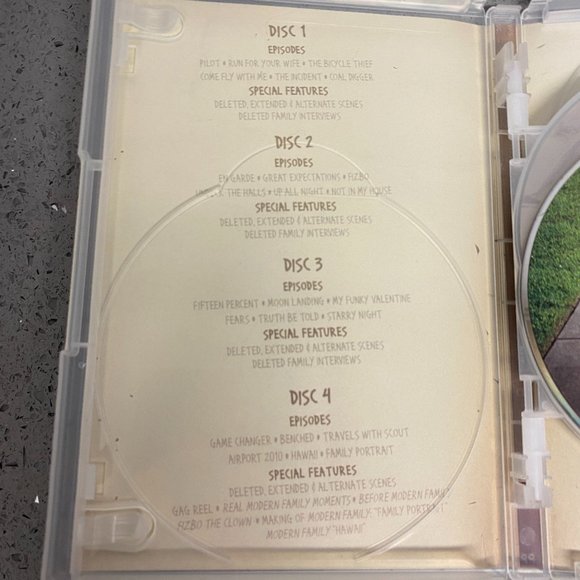 DISC 1
EPISODES
PILOT • RUN FOR YOUR WIFE • THE BICYCLE THIEF
COME FLY WITH ME • THE INCIDENT • COAL DIGGER
SPECIAL FEATURES
DELETED, EXTENDED & ALTERNATE SCENES
DELETED FAMILY INTERVIEWS
DISC 2
EPISODES
EN GARDE • GREAT EXPECTATIONS • FIZBO
UNDECK THE HALLS • UP ALL NIGHT • NOT IN MY HOUSE
SPECIAL FEATURES
DELETED, EXTENDED & ALTERNATE SCENES
DELETED FAMILY INTERVIEWS
DISC 3
EPISODES
FIFTEEN PERCENT • MOON LANDING • MY FUNKY VALENTINE
FEARS • TRUTH BE TOLD • STARRY NIGHT
SPECIAL FEATURES
DELETED, EXTENDED & ALTERNATE SCENES
DELETED FAMILY INTERVIEWS
DISC 4
EPISODES
GAME CHANGER • BENCHED • TRAVELS WITH SCOUT
AIRPORT 2010 • HAWAII • FAMILY PORTRAIT
SPECIAL FEATURES
DELETED, EXTENDED & ALTERNATE SCENES
GAG REEL • REAL MODERN FAMILY MOMENTS • BEFORE MODERN FAMILY
FIZBO THE CLOWN • MAKING OF MODERN FAMILY: "FAMILY PORTRAIT"
MODERN FAMILY "HAWAII"